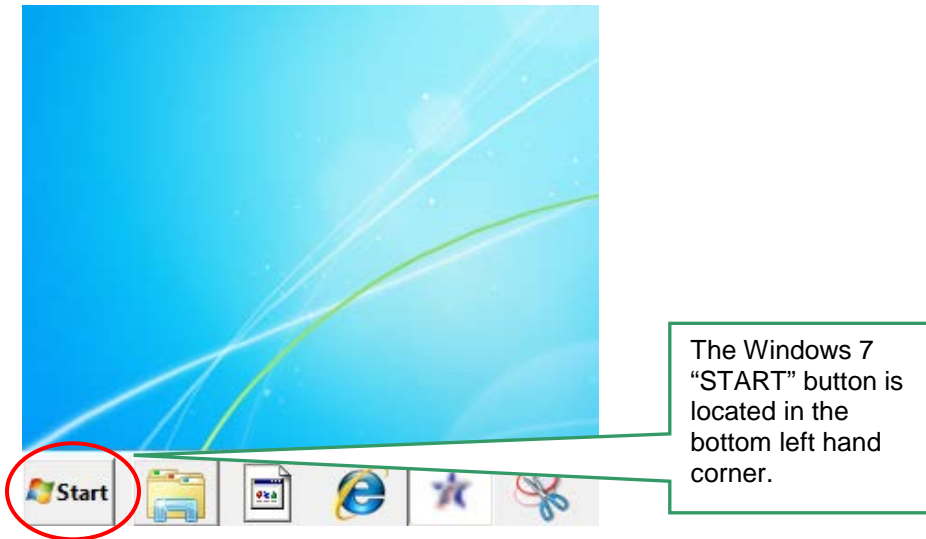 The Windows 7
“START” button is
located in the
bottom left hand
corner.
Start